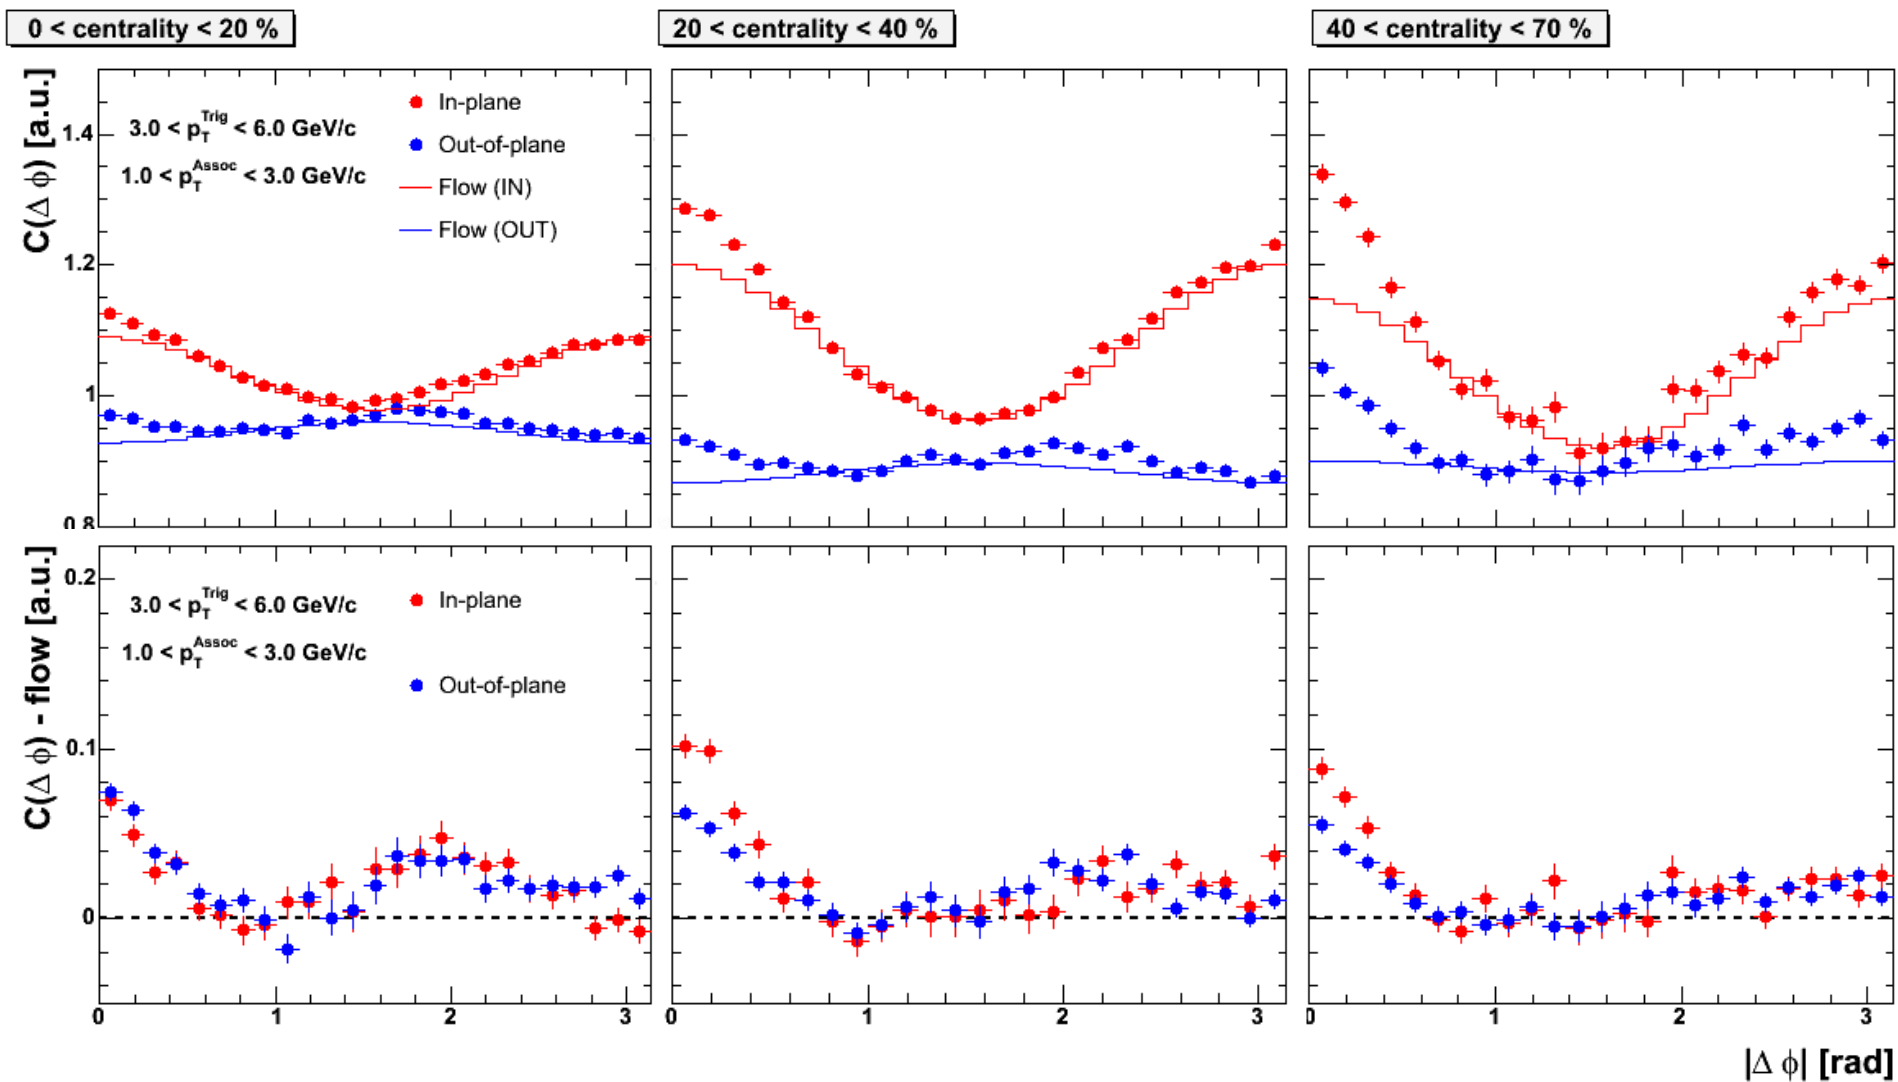 0 < centrality < 20 %
20 < centrality < 40 %
40 < centrality < 70 %
C(Δ ϕ) [a.u.]
1.4
1.2
1
0.8
3.0 < p_T^Trig < 6.0 GeV/c
1.0 < p_T^Assoc < 3.0 GeV/c
In-plane
Out-of-plane
Flow (IN)
Flow (OUT)
C(Δ ϕ) - flow [a.u.]
0.2
0.1
0
3.0 < p_T^Trig < 6.0 GeV/c
1.0 < p_T^Assoc < 3.0 GeV/c
In-plane
Out-of-plane
0 1 2 3
0 1 2 3
0 1 2 3
|Δ ϕ| [rad]